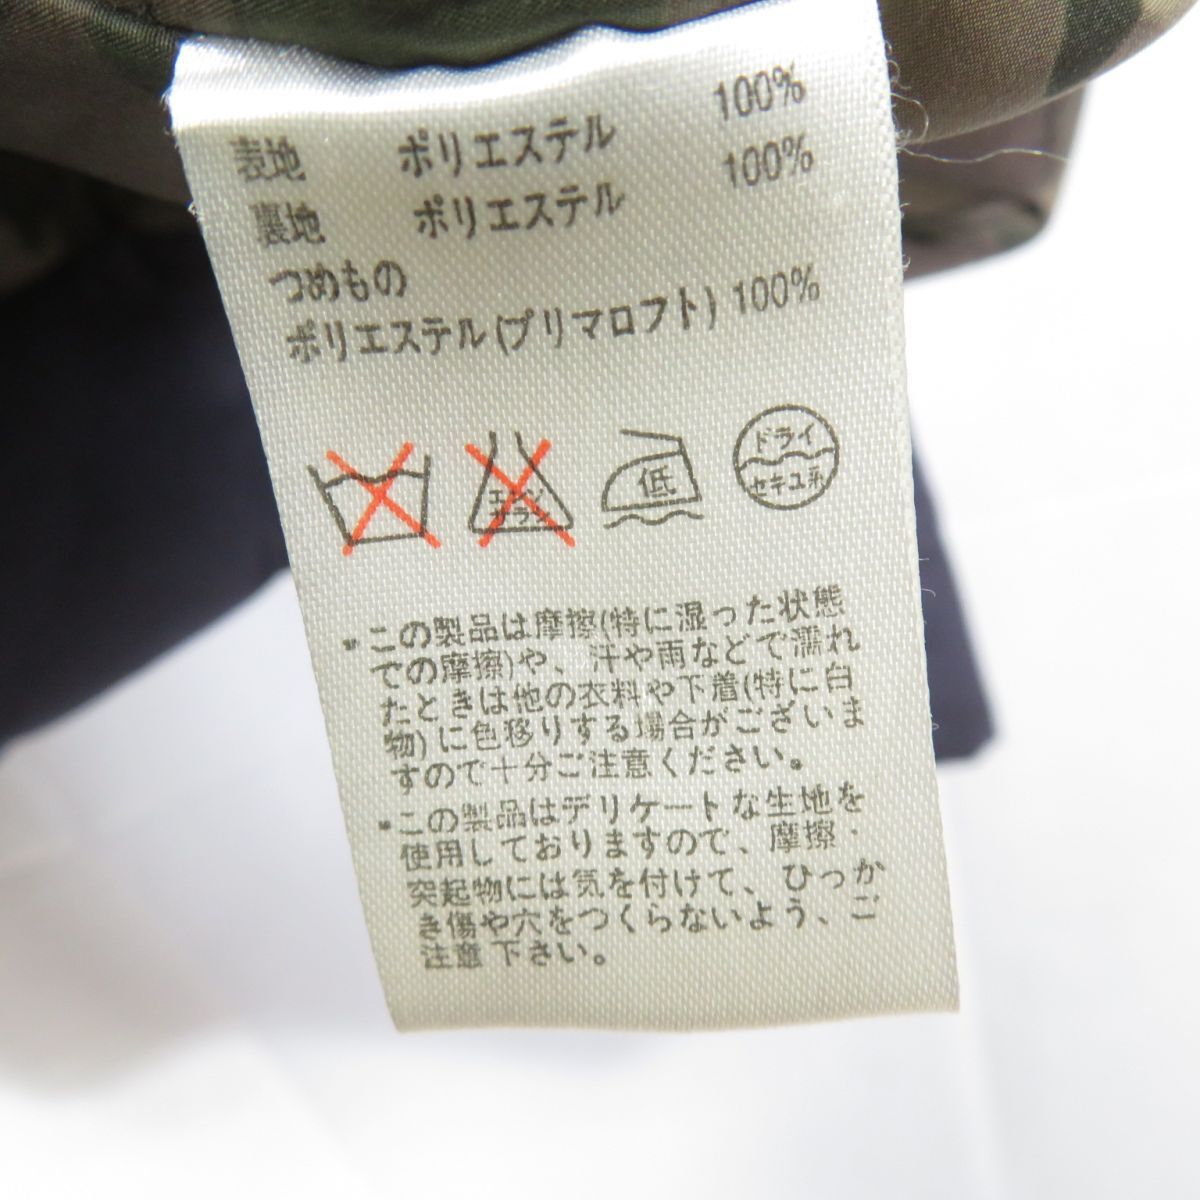 表地 ポリエステル 100%
裏地 ポリエステル 100%
つめもの
ポリエステル(プリマロフト) 100%
エンソ
サラシ
低
ドライ
セキユ系
*この製品は摩擦(特に湿った状態
での摩擦)や、汗や雨などで濡れ
たときは他の衣料や下着(特に白
物)に色移りする場合がございま
すので十分ご注意ください。
*この製品はデリケートな生地を
使用しておりますので、摩擦・
突起物には気を付けて、ひっか
き傷や穴をつくらないよう、ご
注意下さい。